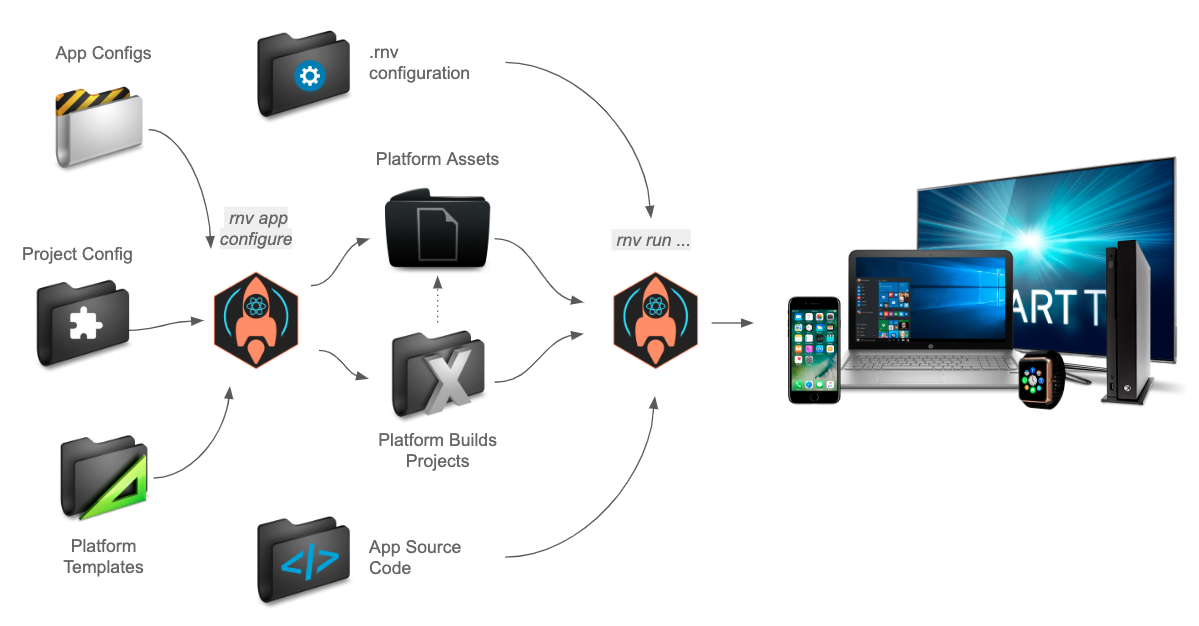 App Configs
.rnv
configuration
Platform Assets
rnv app
configure
rnv run ...
Project Config
ART T
Platform Builds
Projects
Platform
Templates
App Source
Code
</>